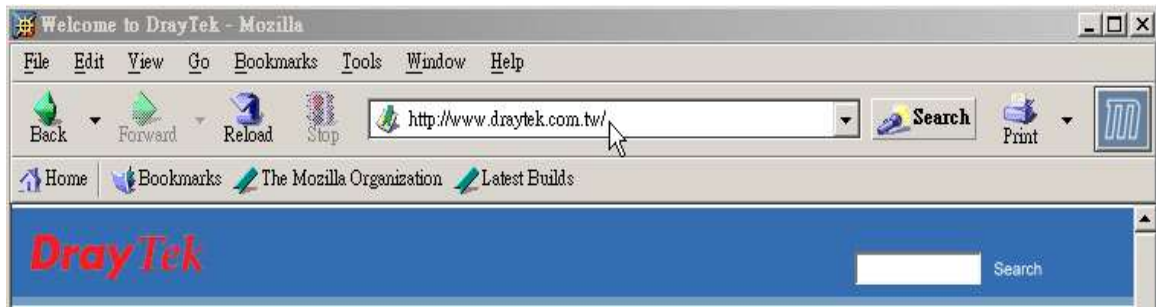 Welcome to DrayTek - Mozilla
File Edit View Go Bookmarks Tools Window Help
Back Forward Reload Stop http://www.draytek.com.tw/ Search Print
Home Bookmarks The Mozilla Organization Latest Builds
DrayTek
Search